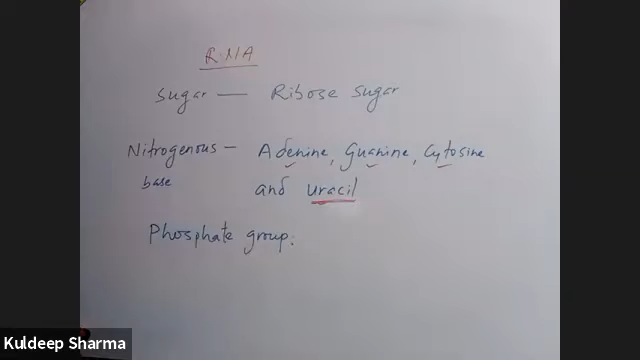 R.NA
Sugar — Ribose sugar
Nitrogenous base — Adenine, Guanine, Cytosine
and uracil
Phosphate group.
Kuldeep Sharma